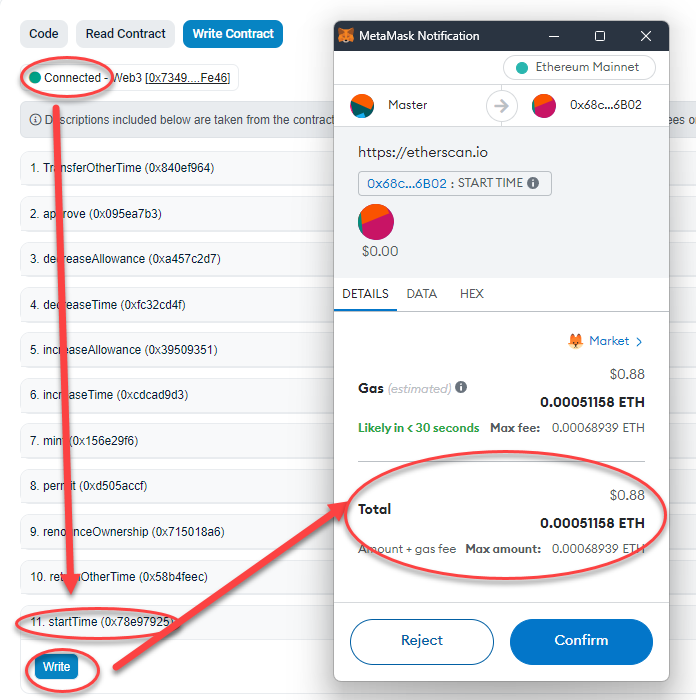 Code
Read Contract
Write Contract
Connected - Web3 [0x7349....Fe46]
Descriptions included below are taken from the contract
ees or
1. TransferOtherTime (0x840ef964)
2. approve (0x095ea7b3)
3. decreaseAllowance (0xa457c2d7)
4. decreaseTime (0xfc32cd4f)
5. increaseAllowance (0x39509351)
6. increaseTime (0xcdcad9d3)
7. mint (0x156e29f6)
8. permit (0xd505accf)
9. renounceOwnership (0x715018a6)
10. returnOtherTime (0x58b4feec)
11. startTime (0x78e97925)
Write
MetaMask Notification
Ethereum Mainnet
Master
0x68c...6B02
https://etherscan.io
0x68c...6B02 : START TIME
$0.00
DETAILS
DATA
HEX
Market >
$0.88
Gas (estimated)
0.00051158 ETH
Likely in < 30 seconds Max fee: 0.00068939 ETH
$0.88
Total
0.00051158 ETH
Amount + gas fee Max amount: 0.00068939 ETH
Reject
Confirm